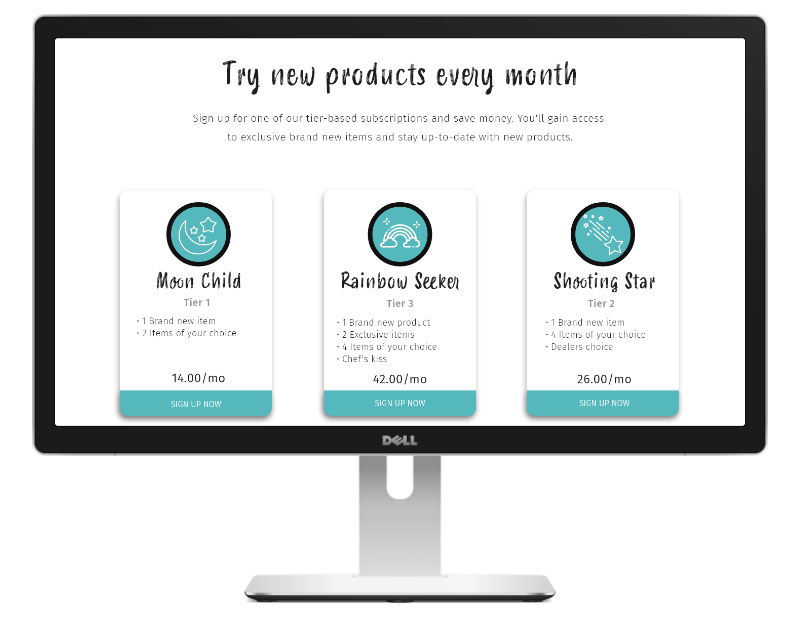 Try new products every month
Sign up for one of our tier-based subscriptions and save money. You'll gain access
to exclusive brand new items and stay up-to-date with new products.
Moon Child
Tier 1
• 1 Brand new item
• 2 Items of your choice
14.00/mo
SIGN UP NOW
Rainbow Seeker
Tier 3
• 1 Brand new product
• 2 Exclusive items
• 4 Items of your choice
• Chef's kiss
42.00/mo
SIGN UP NOW
Shooting Star
Tier 2
• 1 Brand new item
• 4 Items of your choice
• Dealers choice
26.00/mo
SIGN UP NOW
DELL